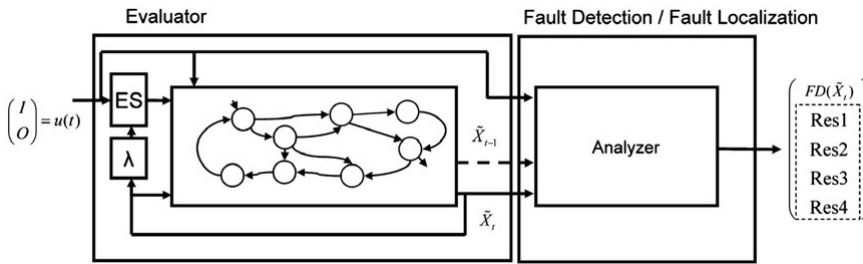 Evaluator
Fault Detection / Fault Localization
(I O) = u(t)
ES
λ
X̃ₜ₋₁
X̃ₜ
Analyzer
FD(X̃ₜ)
Res1
Res2
Res3
Res4